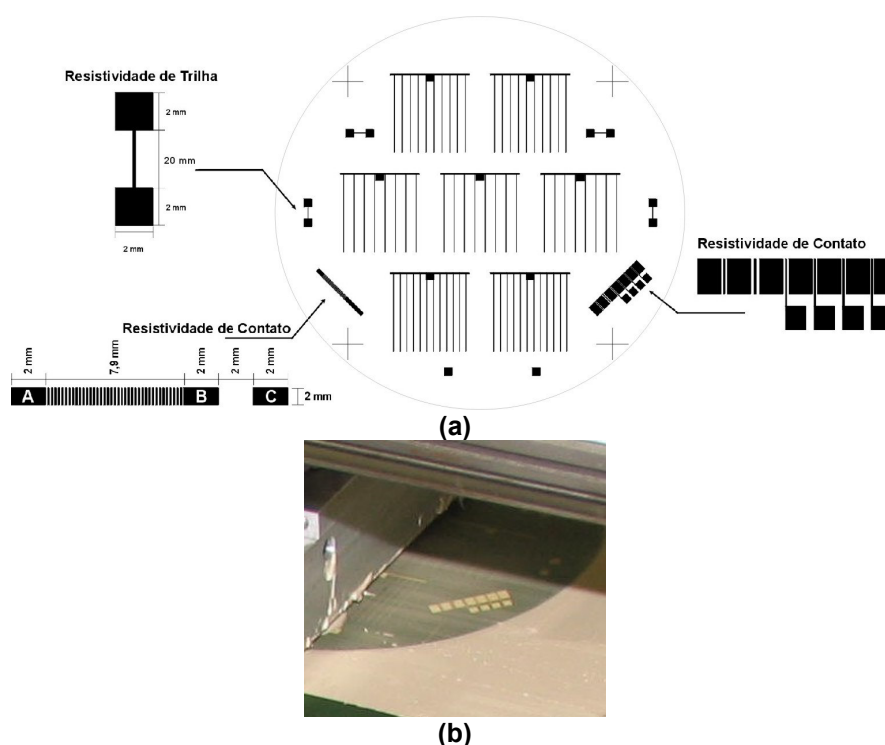 Resistividade de Trilha
2 mm
20 mm
2 mm
2 mm
Resistividade de Contato
Resistividade de Contato
2 mm
7,9 mm
2 mm
2 mm
2 mm
A
B
C
2 mm
(a)
(b)